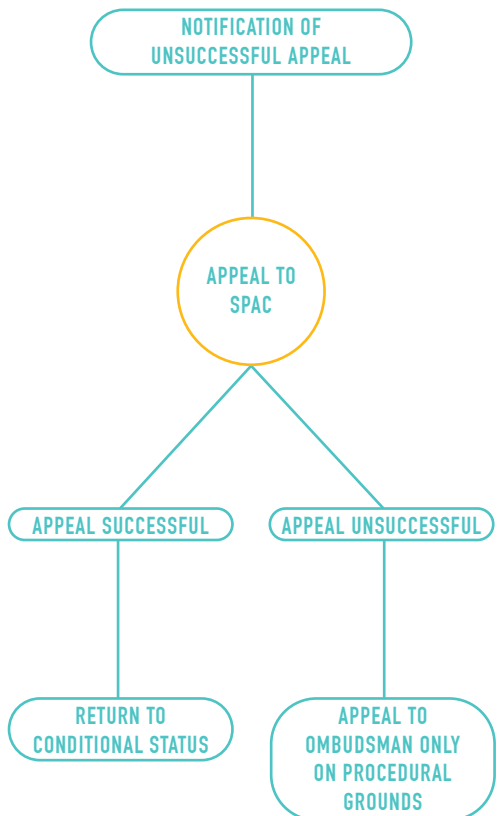 NOTIFICATION OF
UNSUCCESSFUL APPEAL
APPEAL TO
SPAC
APPEAL SUCCESSFUL
APPEAL UNSUCCESSFUL
RETURN TO
CONDITIONAL STATUS
APPEAL TO
OMBUDSMAN ONLY
ON PROCEDURAL
GROUNDS